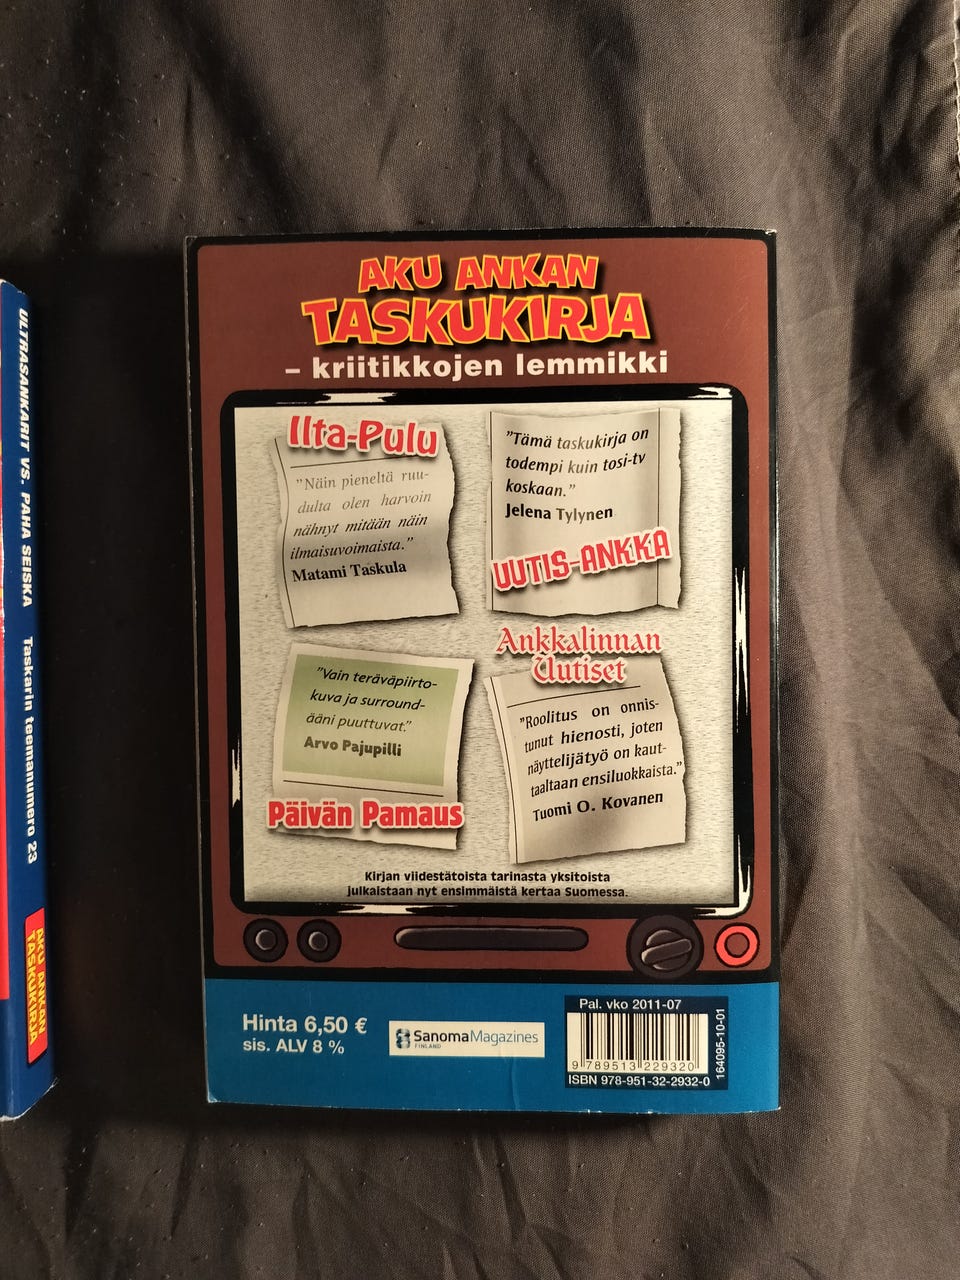 ULTRASANKARIT VS. PAHA SEISKA Taskarin teemanumero 23
AKU ANKAN
TASKUKIRJA
AKU ANKAN
TASKUKIRJA
– kriitikkojen lemmikki
Ilta-Pulu
"Näin pieneltä ruu-
dulta olen harvoin
nähnyt mitään näin
ilmaisuvoimaista."
Matami Taskula
"Tämä taskukirja on
todempi kuin tosi-tv
koskaan."
Jelena Tylynen
UUTIS-ANKKA
"Vain teräväpiirto-
kuva ja surround-
ääni puuttuvat."
Arvo Pajupilli
Päivän Pamaus
Ankkalinnan
Uutiset
"Roolitus on onnis-
tunut hienosti, joten
näyttelijätyö on kaut-
taaltaan ensiluokkaista."
Tuomi O. Kovanen
Kirjan viidestätoista tarinasta yksitoista
julkaistaan nyt ensimmäistä kertaa Suomessa.
Hinta 6,50 €
sis. ALV 8 %
SanomaMagazines
FINLAND
Pal. vko 2011-07
9 789513 229320
ISBN 978-951-32-2932-0
164095-10-01